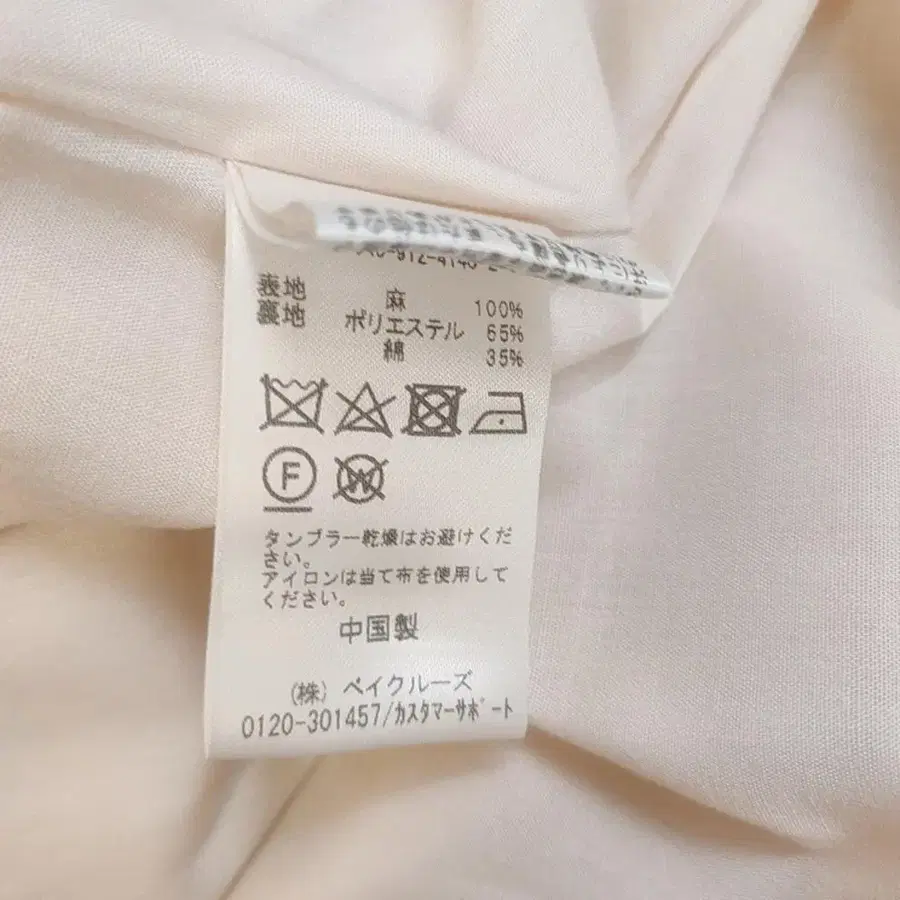 表地 麻 100%
裏地 ポリエステル 65%
綿 35%
F
W
タンブラー乾燥はお避けくだ
さい。
アイロンは当て布を使用して
ください。
中国製
(株) ベイクルーズ
0120-301457/カスタマーサポート